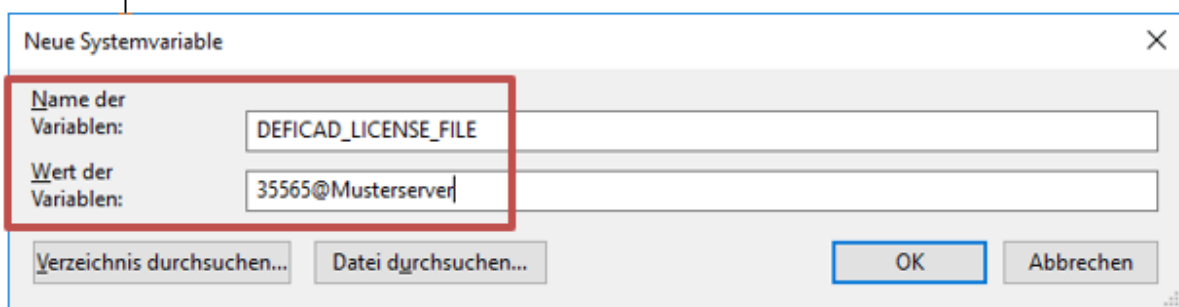 Neue Systemvariable
Name der
Variablen:
DEFICAD_LICENSE_FILE
Wert der
Variablen:
35565@Musterserver
Verzeichnis durchsuchen...
Datei durchsuchen...
OK
Abbrechen